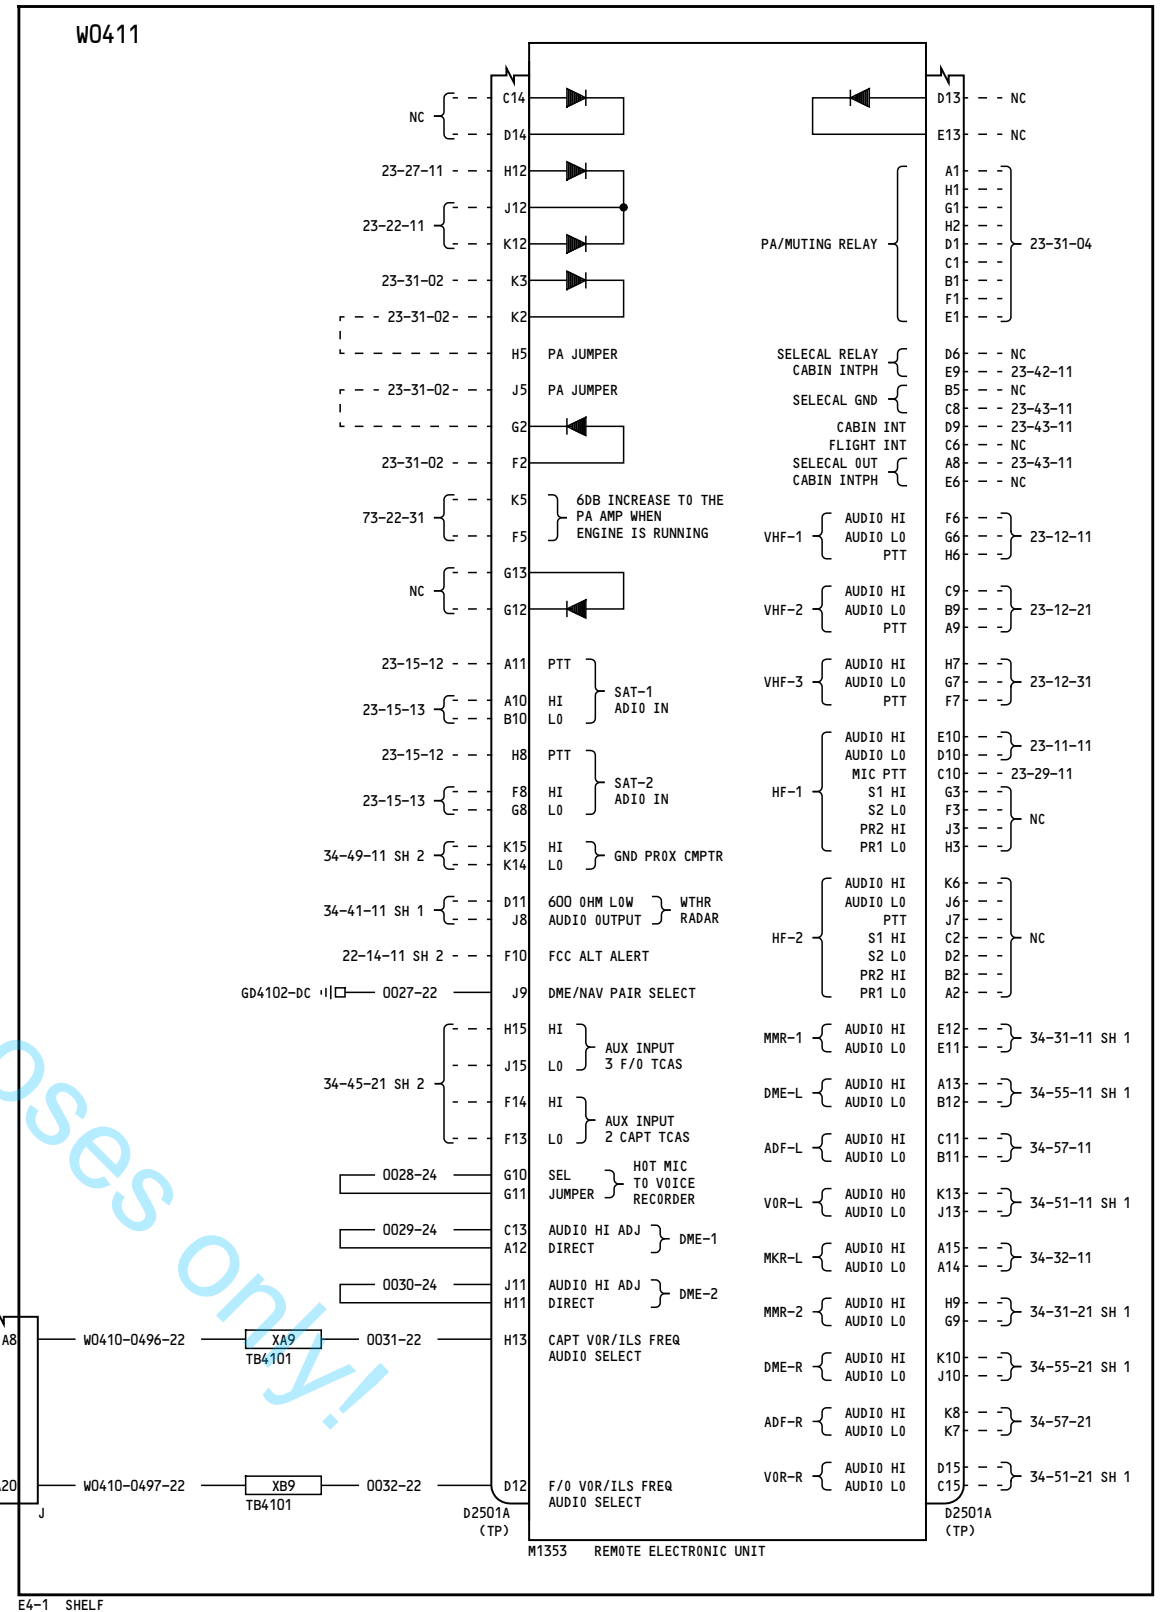 W0411
NC
C14
D14
23-27-11
H12
23-22-11
J12
K12
23-31-02
K3
23-31-02
K2
H5
PA JUMPER
23-31-02
J5
PA JUMPER
G2
23-31-02
F2
73-22-31
K5
F5
6DB INCREASE TO THE
PA AMP WHEN
ENGINE IS RUNNING
NC
G13
G12
23-15-12
A11
PTT
23-15-13
A10
HI
B10
LO
SAT-1
ADIO IN
23-15-12
H8
PTT
23-15-13
F8
HI
G8
LO
SAT-2
ADIO IN
34-49-11 SH 2
K15
HI
K14
LO
GND PROX CMPTR
34-41-11 SH 1
D11
600 OHM LOW
J8
AUDIO OUTPUT
WTHR
RADAR
22-14-11 SH 2
F10
FCC ALT ALERT
GD4102-DC
0027-22
J9
DME/NAV PAIR SELECT
34-45-21 SH 2
H15
HI
J15
LO
AUX INPUT
3 F/O TCAS
F14
HI
F13
LO
AUX INPUT
2 CAPT TCAS
0028-24
G10
SEL
G11
JUMPER
HOT MIC
TO VOICE
RECORDER
0029-24
C13
AUDIO HI ADJ
A12
DIRECT
DME-1
0030-24
J11
AUDIO HI ADJ
H11
DIRECT
DME-2
A8
W0410-0496-22
XA9
TB4101
0031-22
H13
CAPT VOR/ILS FREQ
AUDIO SELECT
A20
W0410-0497-22
XB9
TB4101
0032-22
D12
F/O VOR/ILS FREQ
AUDIO SELECT
J
D2501A
(TP)
M1353 REMOTE ELECTRONIC UNIT
D13
NC
E13
NC
PA/MUTING RELAY
A1
H1
G1
H2
D1
C1
B1
F1
E1
23-31-04
SELECAL RELAY
CABIN INTPH
D6
NC
E9
23-42-11
SELECAL GND
B5
NC
C8
23-43-11
CABIN INT
D9
23-43-11
FLIGHT INT
C6
NC
SELECAL OUT
CABIN INTPH
A8
23-43-11
E6
NC
VHF-1
AUDIO HI
F6
AUDIO LO
G6
PTT
H6
23-12-11
VHF-2
AUDIO HI
C9
AUDIO LO
B9
PTT
A9
23-12-21
VHF-3
AUDIO HI
H7
AUDIO LO
G7
PTT
F7
23-12-31
HF-1
AUDIO HI
E10
AUDIO LO
D10
23-11-11
MIC PTT
C10
23-29-11
S1 HI
G3
S2 LO
F3
PR2 HI
J3
PR1 LO
H3
NC
HF-2
AUDIO HI
K6
AUDIO LO
J6
PTT
J7
S1 HI
C2
S2 LO
D2
PR2 HI
B2
PR1 LO
A2
NC
MMR-1
AUDIO HI
E12
AUDIO LO
E11
34-31-11 SH 1
DME-L
AUDIO HI
A13
AUDIO LO
B12
34-55-11 SH 1
ADF-L
AUDIO HI
C11
AUDIO LO
B11
34-57-11
VOR-L
AUDIO HO
K13
AUDIO LO
J13
34-51-11 SH 1
MKR-L
AUDIO HI
A15
AUDIO LO
A14
34-32-11
MMR-2
AUDIO HI
H9
AUDIO LO
G9
34-31-21 SH 1
DME-R
AUDIO HI
K10
AUDIO LO
J10
34-55-21 SH 1
ADF-R
AUDIO HI
K8
AUDIO LO
K7
34-57-21
VOR-R
AUDIO HI
D15
AUDIO LO
C15
34-51-21 SH 1
D2501A
(TP)
E4-1 SHELF
only!